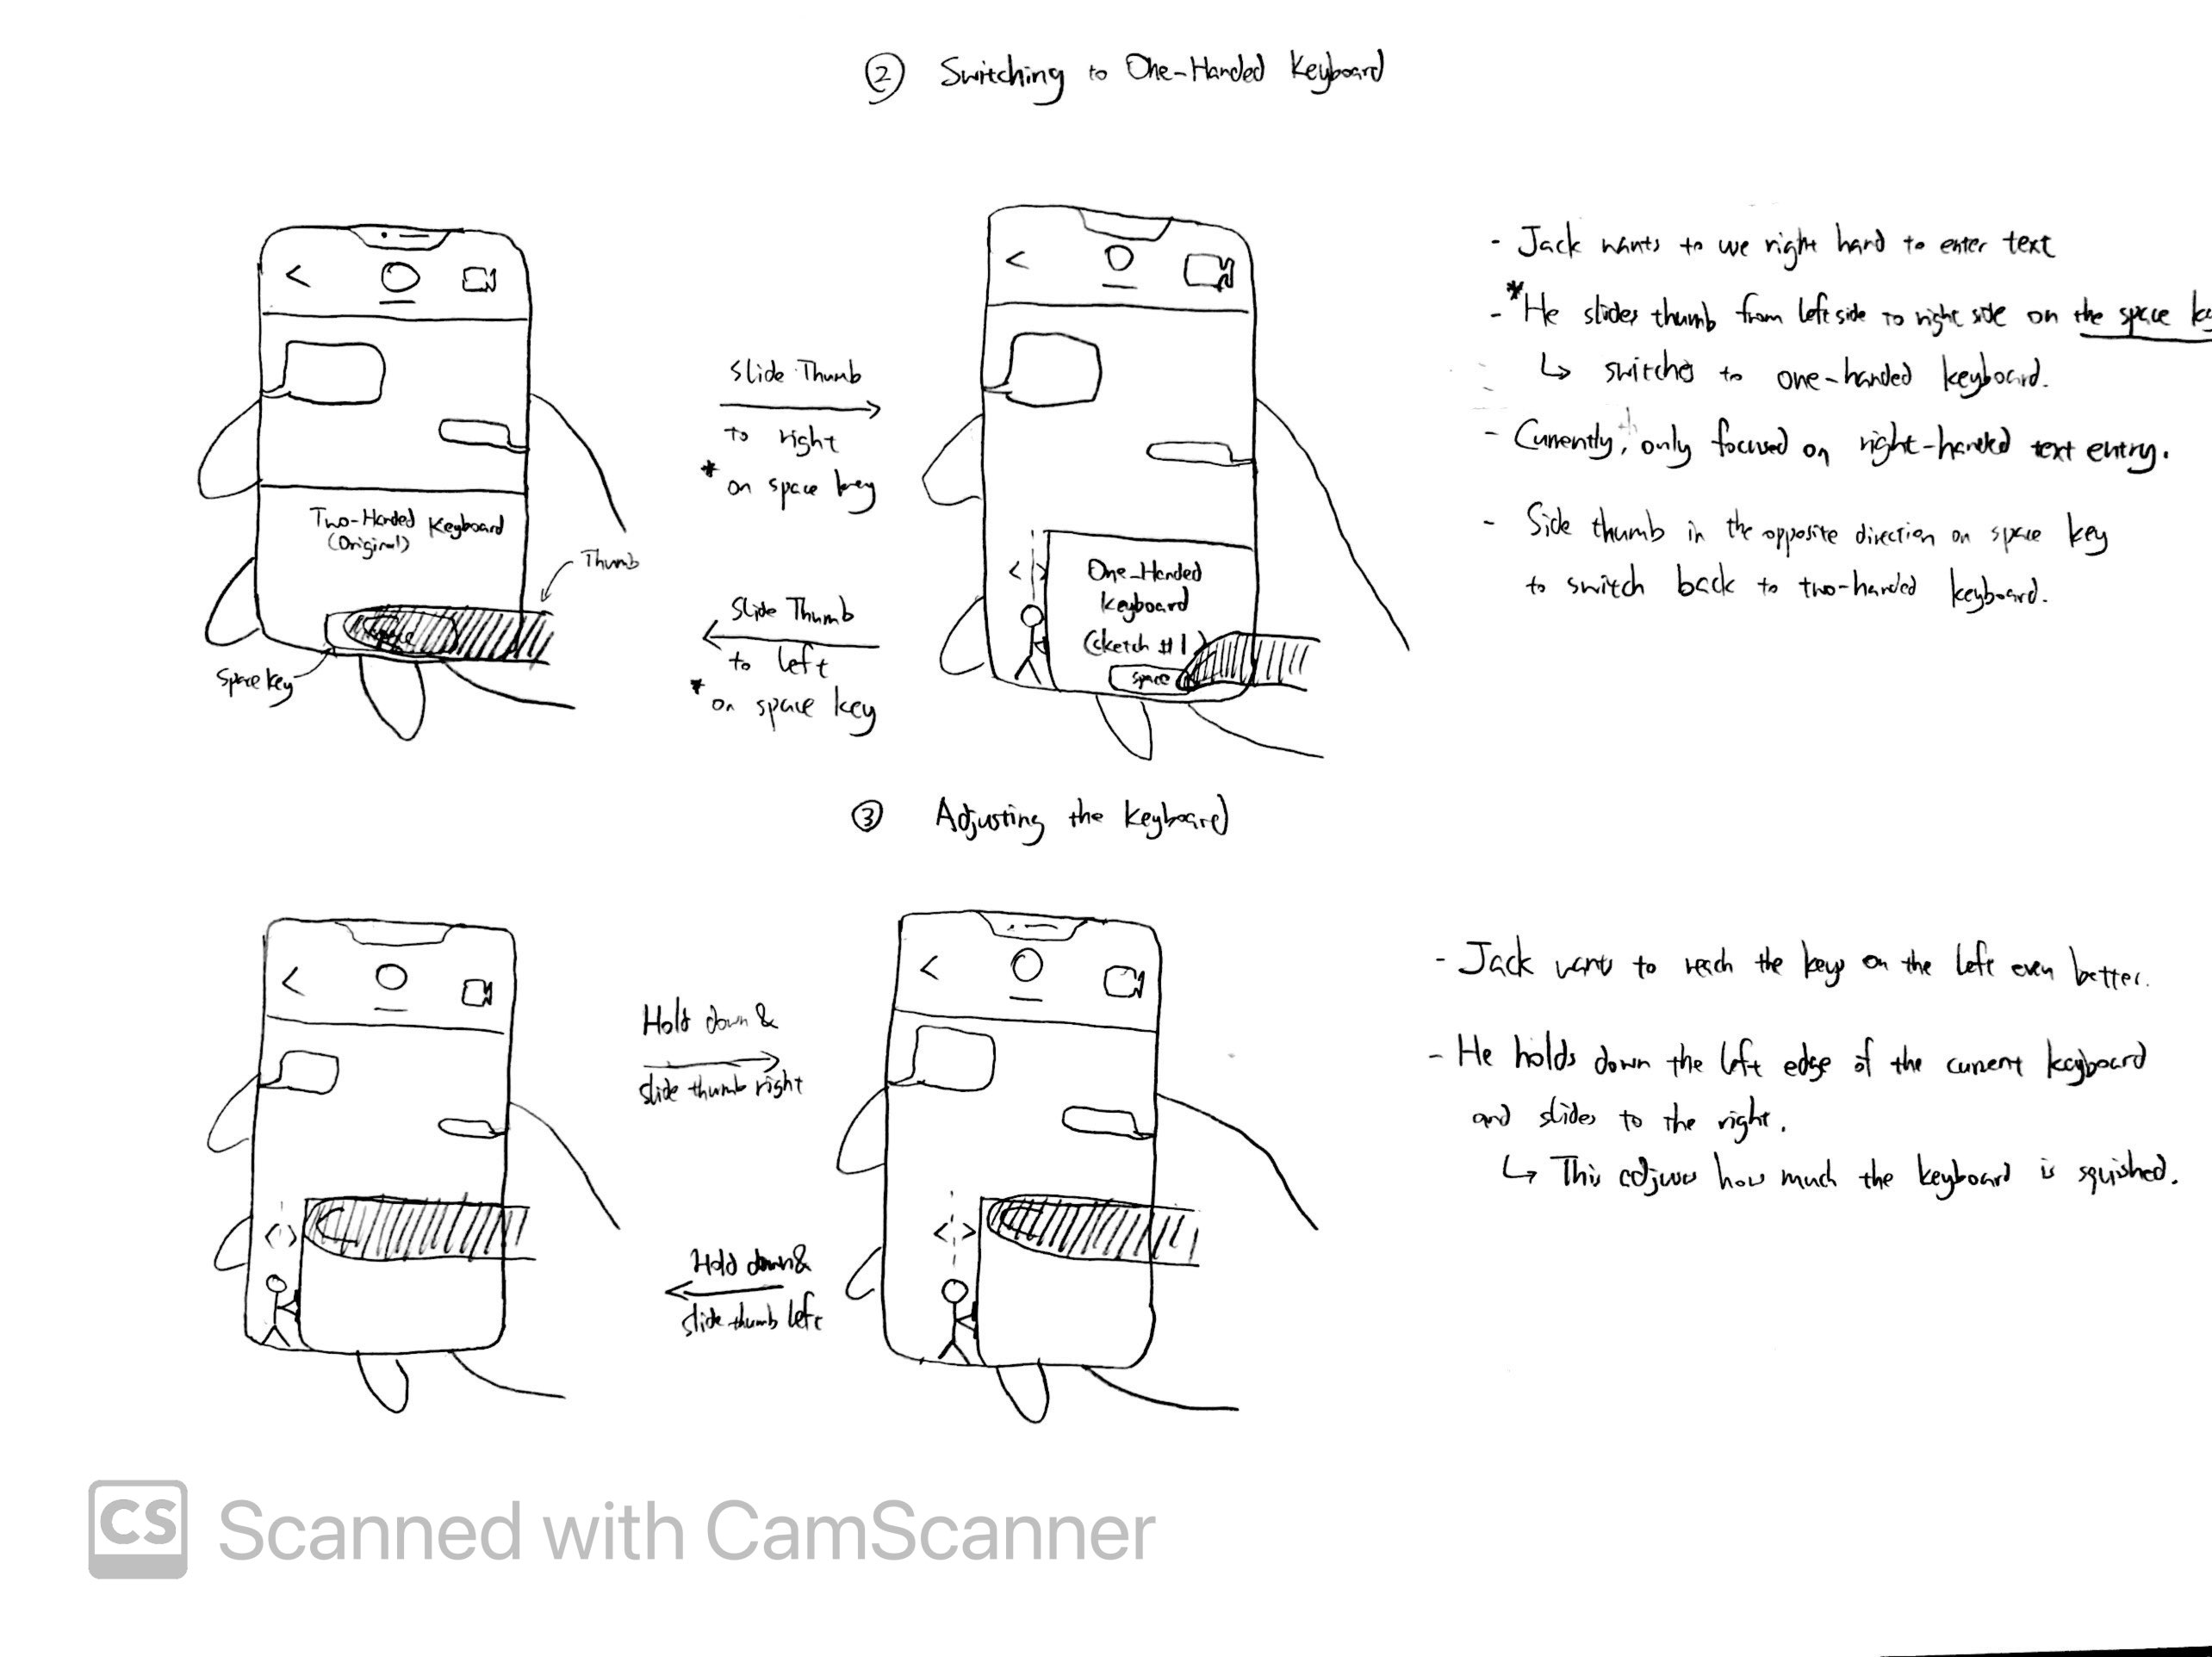 ② Switching to One-Handed Keyboard
Slide Thumb
to right
* on space key
Two-Handed Keyboard
(Original)
Thumb
space
Space key
Slide Thumb
to left
* on space key
< >
One-Handed
Keyboard
(sketch #1)
space
- Jack wants to use right hand to enter text
- *He slides thumb from left side to right side on the space ke
↳ switches to one-handed keyboard.
- Currently, only focused on right-handed text entry.
- Side thumb in the opposite direction on space key
to switch back to two-handed keyboard.
③ Adjusting the Keyboard
Hold down &
slide thumb right
Hold down &
slide thumb left
< >
< >
- Jack wants to reach the keys on the left even better.
- He holds down the left edge of the current keyboard
and slides to the right.
↳ This adjusts how much the keyboard is squished.
CS Scanned with CamScanner